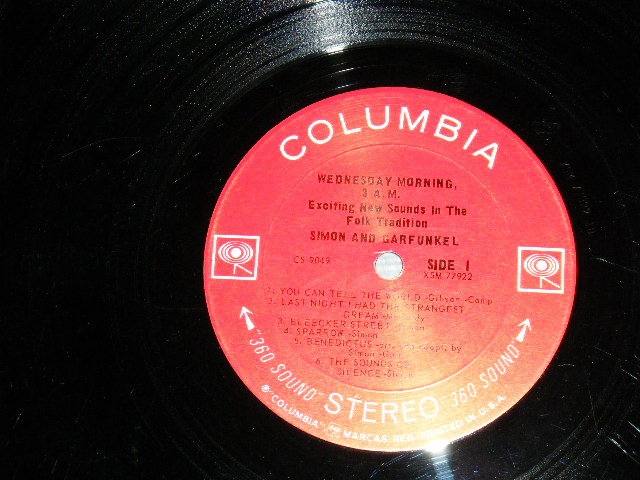 COLUMBIA
WEDNESDAY MORNING,
3 A.M.
Exciting New Sounds In The
Folk Tradition
SIMON AND GARFUNKEL
CS 9049
SIDE 1
XSM 77922
1. YOU CAN TELL THE WORLD -Gibson -Camp
2. LAST NIGHT I HAD THE STRANGEST
DREAM
3. BLEECKER STREET
4. SPARROW -Simon
5. BENEDICTUS by
Simon
6. THE SOUNDS OF
SILENCE
"360 SOUND" STEREO "360 SOUND"
® "COLUMBIA", MARCAS REG. PRINTED IN U.S.A.